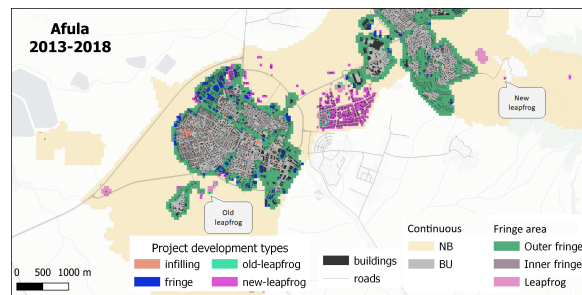 Afula
2013-2018
New
leapfrog
Old
leapfrog
Project development types
infilling
old-leapfrog
fringe
new-leapfrog
buildings
roads
Continuous
NB
BU
Fringe area
Outer fringe
Inner fringe
Leapfrog
0 500 1000 m